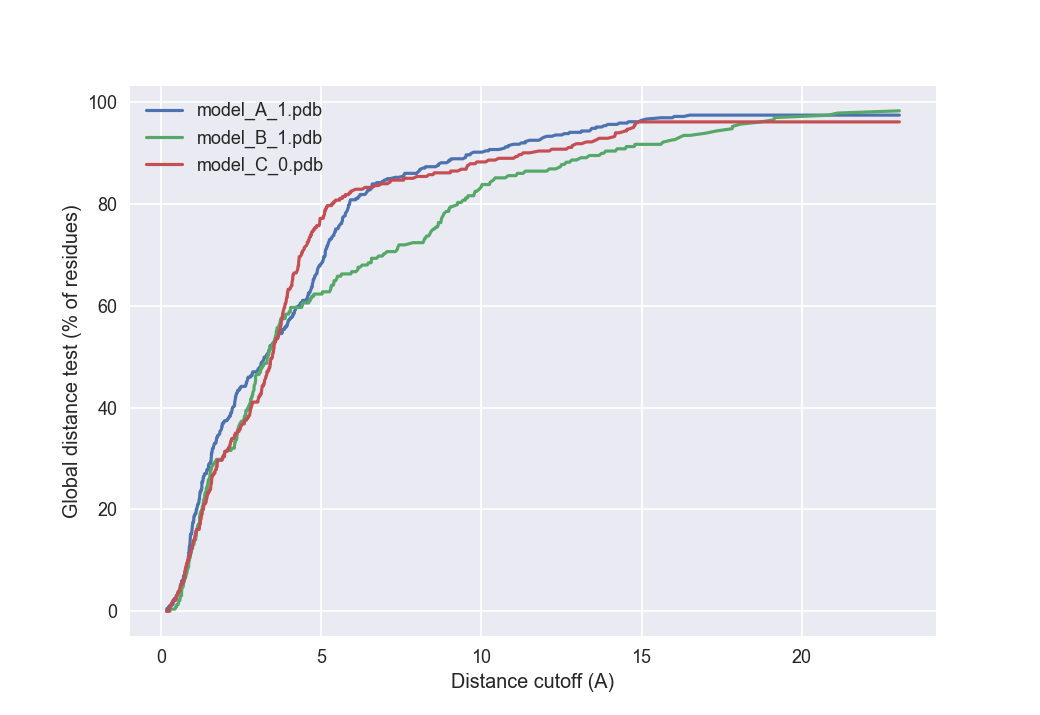 100
80
60
40
20
0
Global distance test (% of residues)
model_A_1.pdb
model_B_1.pdb
model_C_0.pdb
0 5 10 15 20
Distance cutoff (A)